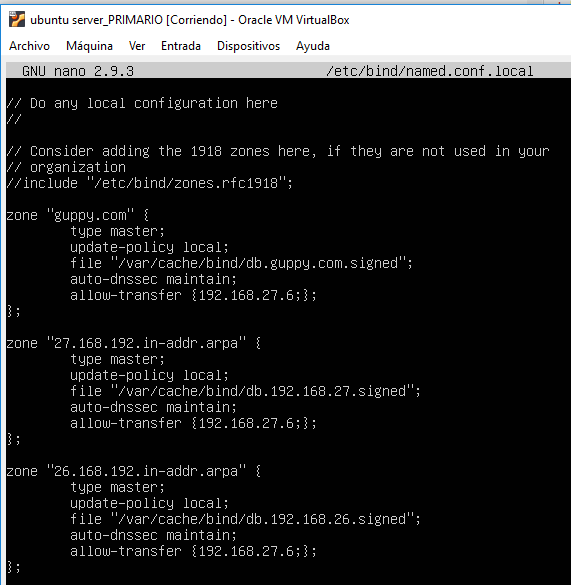 ubuntu server_PRIMARIO [Corriendo] - Oracle VM VirtualBox
Archivo Máquina Ver Entrada Dispositivos Ayuda
GNU nano 2.9.3 /etc/bind/named.conf.local
// Do any local configuration here
//
// Consider adding the 1918 zones here, if they are not used in your
// organization
//include "/etc/bind/zones.rfc1918";
zone "guppy.com" {
type master;
update-policy local;
file "/var/cache/bind/db.guppy.com.signed";
auto-dnssec maintain;
allow-transfer {192.168.27.6;};
};
zone "27.168.192.in-addr.arpa" {
type master;
update-policy local;
file "/var/cache/bind/db.192.168.27.signed";
auto-dnssec maintain;
allow-transfer {192.168.27.6;};
};
zone "26.168.192.in-addr.arpa" {
type master;
update-policy local;
file "/var/cache/bind/db.192.168.26.signed";
auto-dnssec maintain;
allow-transfer {192.168.27.6;};
};